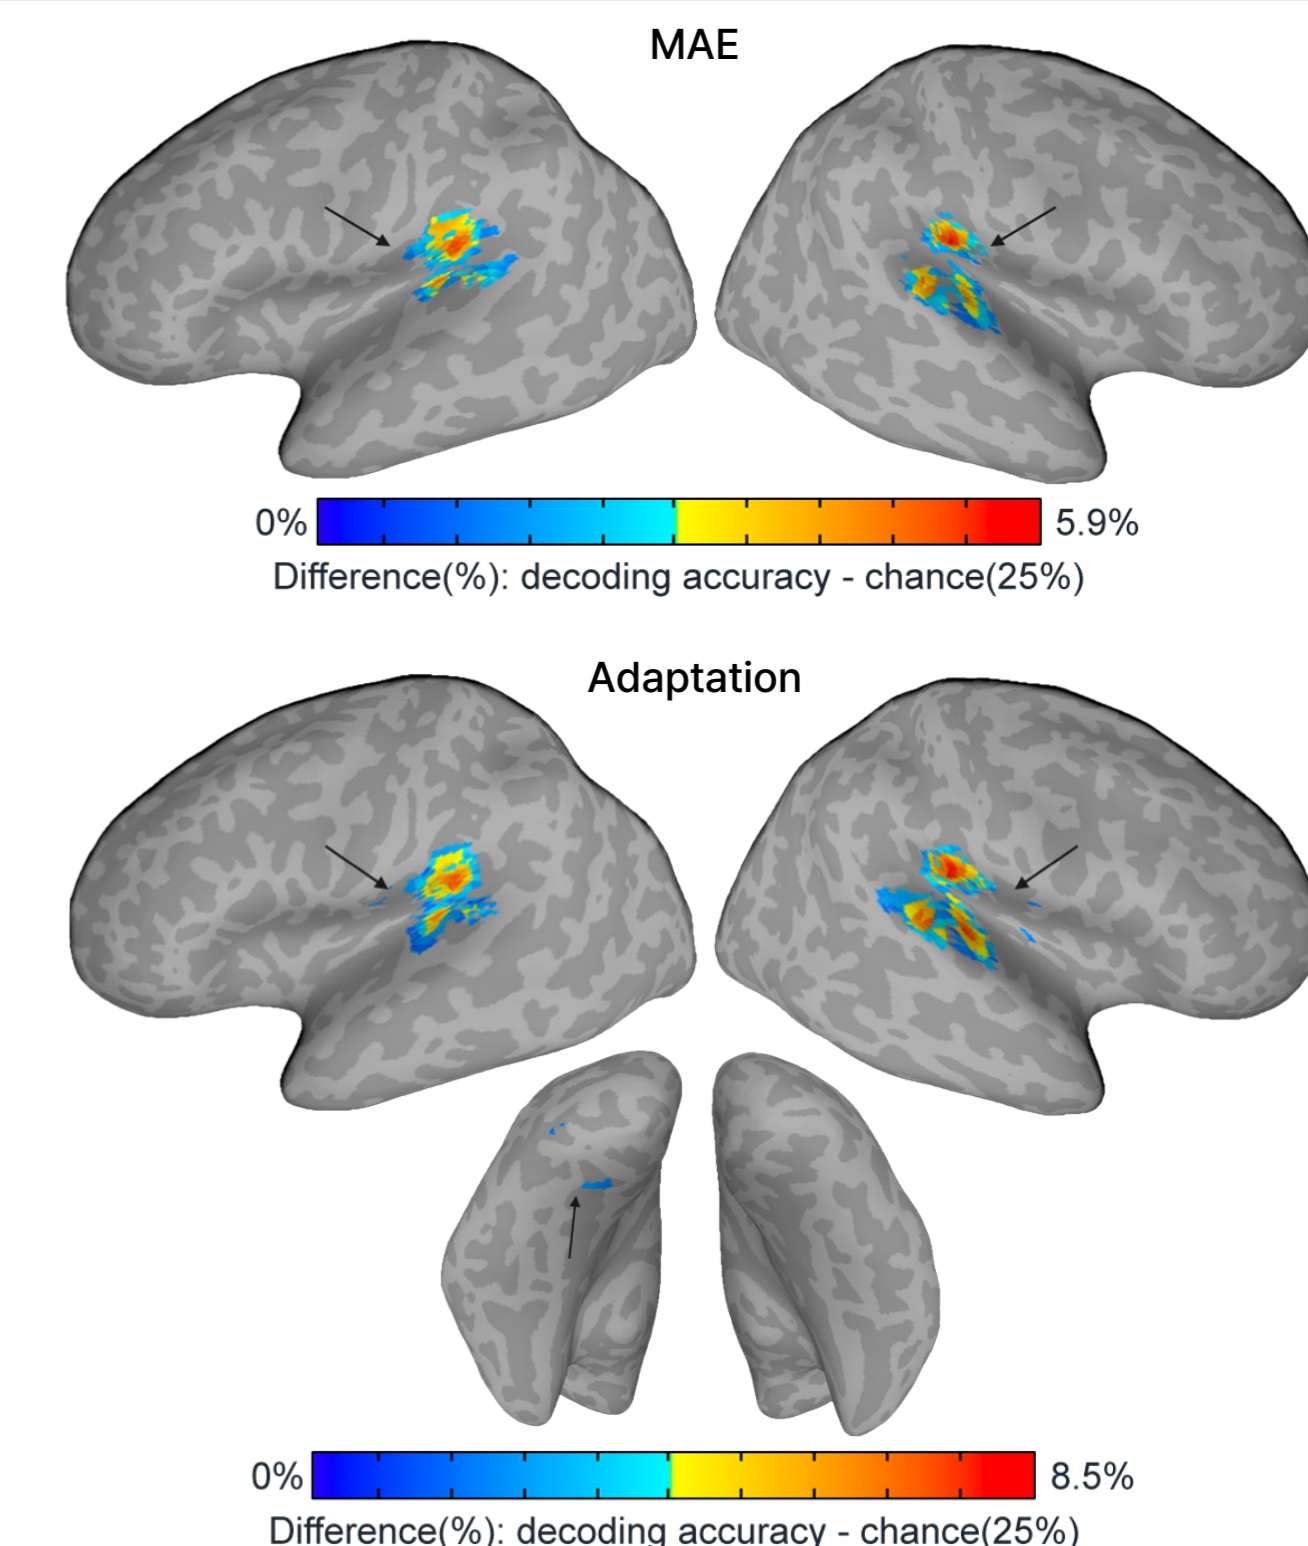 MAE
0%
5.9%
Difference(%): decoding accuracy - chance(25%)
Adaptation
0%
8.5%
Difference(%): decoding accuracy - chance(25%)